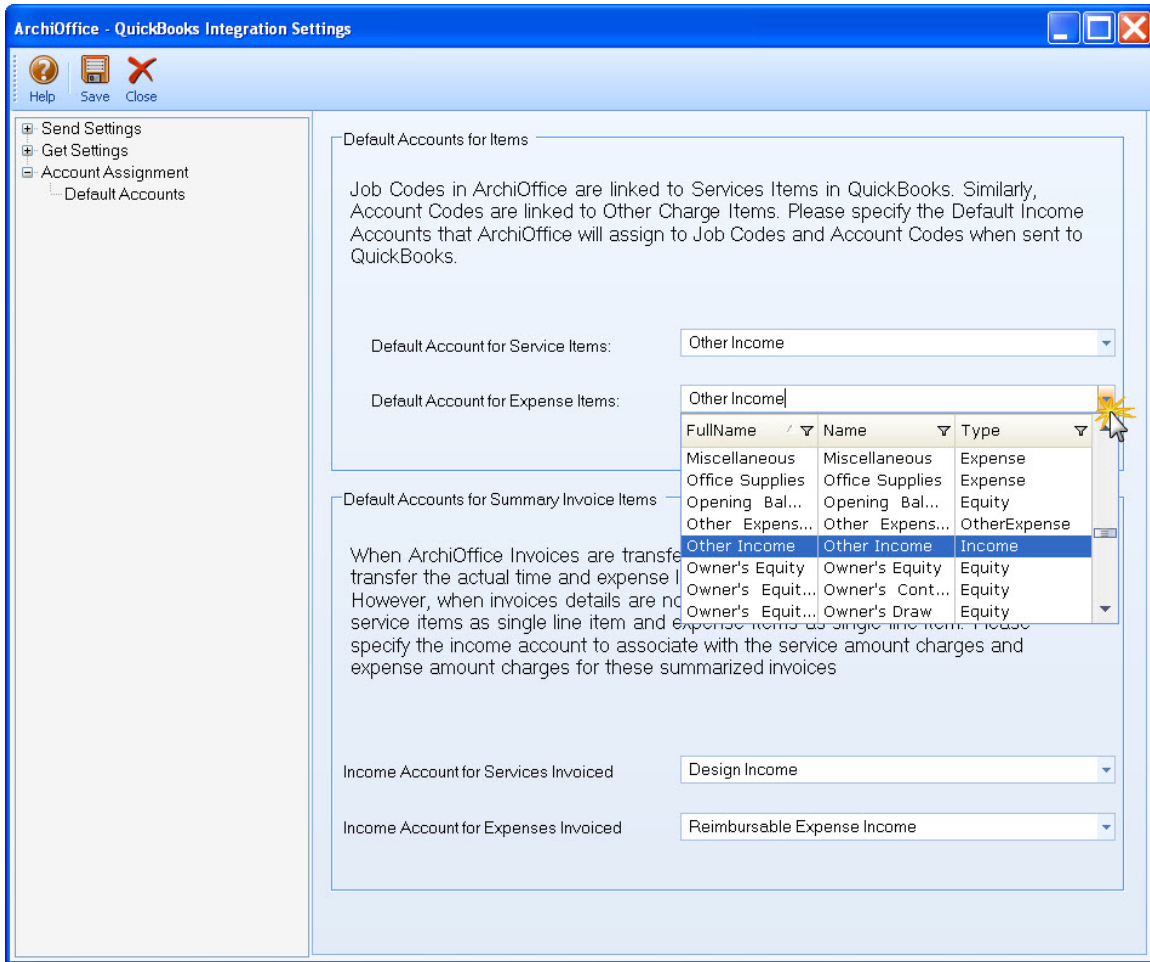 ArchiOffice - QuickBooks Integration Settings
Help Save Close
Send Settings
Get Settings
Account Assignment
Default Accounts
Default Accounts for Items
Job Codes in ArchiOffice are linked to Services Items in QuickBooks. Similarly,
Account Codes are linked to Other Charge Items. Please specify the Default Income
Accounts that ArchiOffice will assign to Job Codes and Account Codes when sent to
QuickBooks.
Default Account for Service Items: Other Income
Default Account for Expense Items: Other Income
FullName Name Type
Miscellaneous Miscellaneous Expense
Office Supplies Office Supplies Expense
Opening Bal... Opening Bal... Equity
Other Expens... Other Expens... OtherExpense
Other Income Other Income Income
Owner's Equity Owner's Equity Equity
Owner's Equit... Owner's Cont... Equity
Owner's Equit... Owner's Draw Equity
Default Accounts for Summary Invoice Items
When ArchiOffice Invoices are transfe
transfer the actual time and expense l
However, when invoices details are no
service items as single line item and expense items as single line item. Please
specify the income account to associate with the service amount charges and
expense amount charges for these summarized invoices
Income Account for Services Invoiced Design Income
Income Account for Expenses Invoiced Reimbursable Expense Income